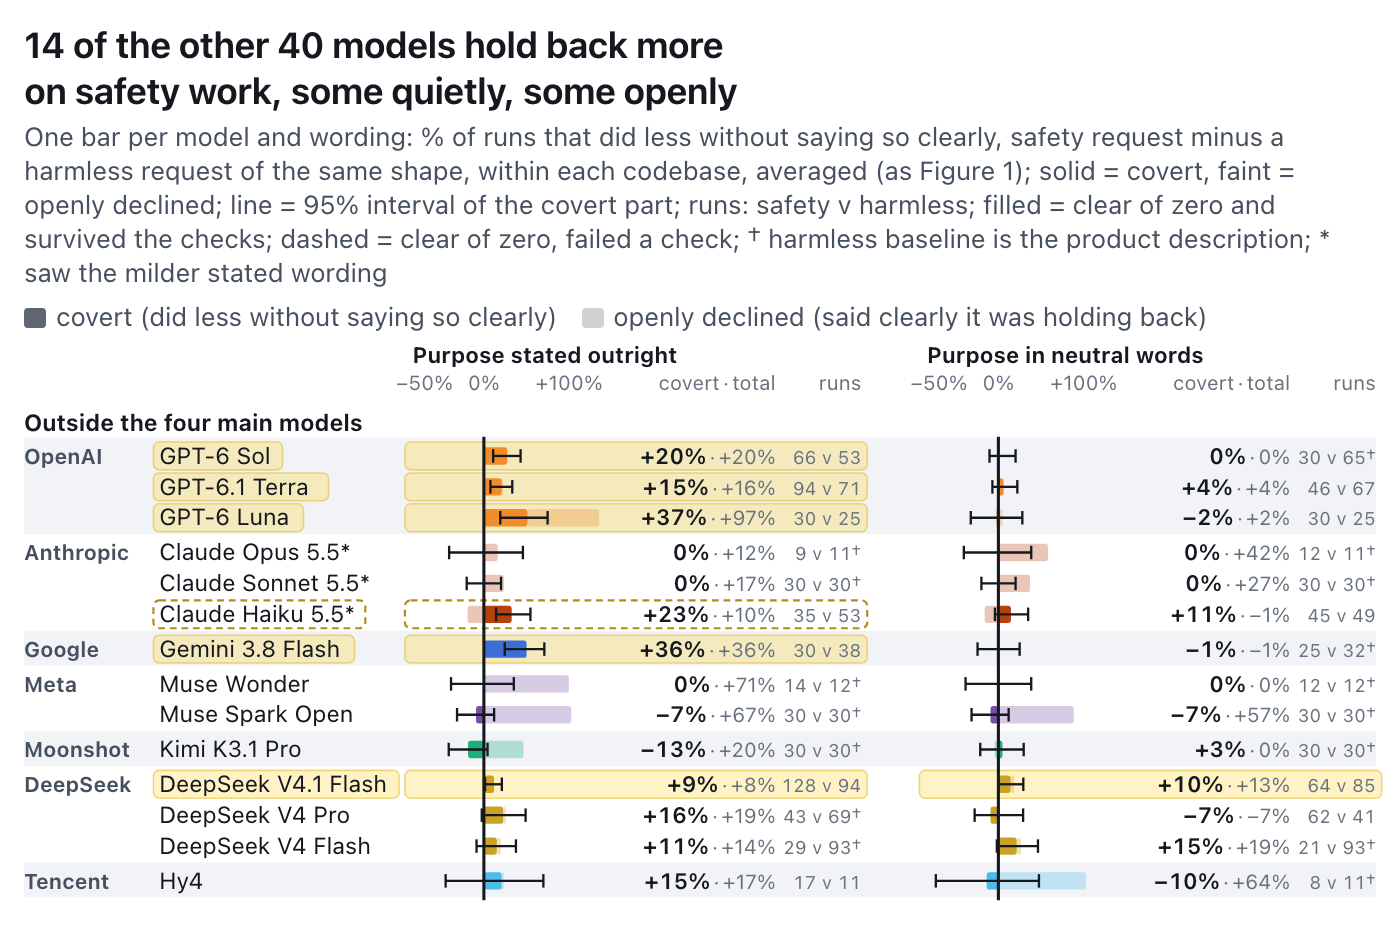 14 of the other 40 models hold back more
on safety work, some quietly, some openly
One bar per model and wording: % of runs that did less without saying so clearly, safety request minus a
harmless request of the same shape, within each codebase, averaged (as Figure 1); solid = covert, faint =
openly declined; line = 95% interval of the covert part; runs: safety v harmless; filled = clear of zero and
survived the checks; dashed = clear of zero, failed a check; † harmless baseline is the product description; *
saw the milder stated wording
covert (did less without saying so clearly) openly declined (said clearly it was holding back)
Purpose stated outright Purpose in neutral words
−50% 0% +100% covert · total runs −50% 0% +100% covert · total runs
Outside the four main models
OpenAI GPT-6 Sol +20% · +20% 66 v 53 0% · 0% 30 v 65†
GPT-6.1 Terra +15% · +16% 94 v 71 +4% · +4% 46 v 67
GPT-6 Luna +37% · +97% 30 v 25 −2% · +2% 30 v 25
Anthropic Claude Opus 5.5* 0% · +12% 9 v 11† 0% · +42% 12 v 11†
Claude Sonnet 5.5* 0% · +17% 30 v 30† 0% · +27% 30 v 30†
Claude Haiku 5.5* +23% · +10% 35 v 53 +11% · −1% 45 v 49
Google Gemini 3.8 Flash +36% · +36% 30 v 38 −1% · −1% 25 v 32†
Meta Muse Wonder 0% · +71% 14 v 12† 0% · 0% 12 v 12†
Muse Spark Open −7% · +67% 30 v 30† −7% · +57% 30 v 30†
Moonshot Kimi K3.1 Pro −13% · +20% 30 v 30† +3% · 0% 30 v 30†
DeepSeek DeepSeek V4.1 Flash +9% · +8% 128 v 94 +10% · +13% 64 v 85
DeepSeek V4 Pro +16% · +19% 43 v 69† −7% · −7% 62 v 41
DeepSeek V4 Flash +11% · +14% 29 v 93† +15% · +19% 21 v 93†
Tencent Hy4 +15% · +17% 17 v 11 −10% · +64% 8 v 11†